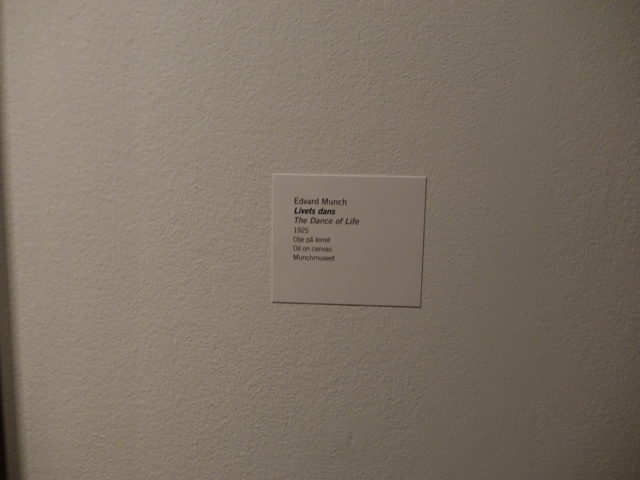 Edvard Munch
Livets dans
The Dance of Life
1925
Olje på lerret
Oil on canvas
Munchmuseet